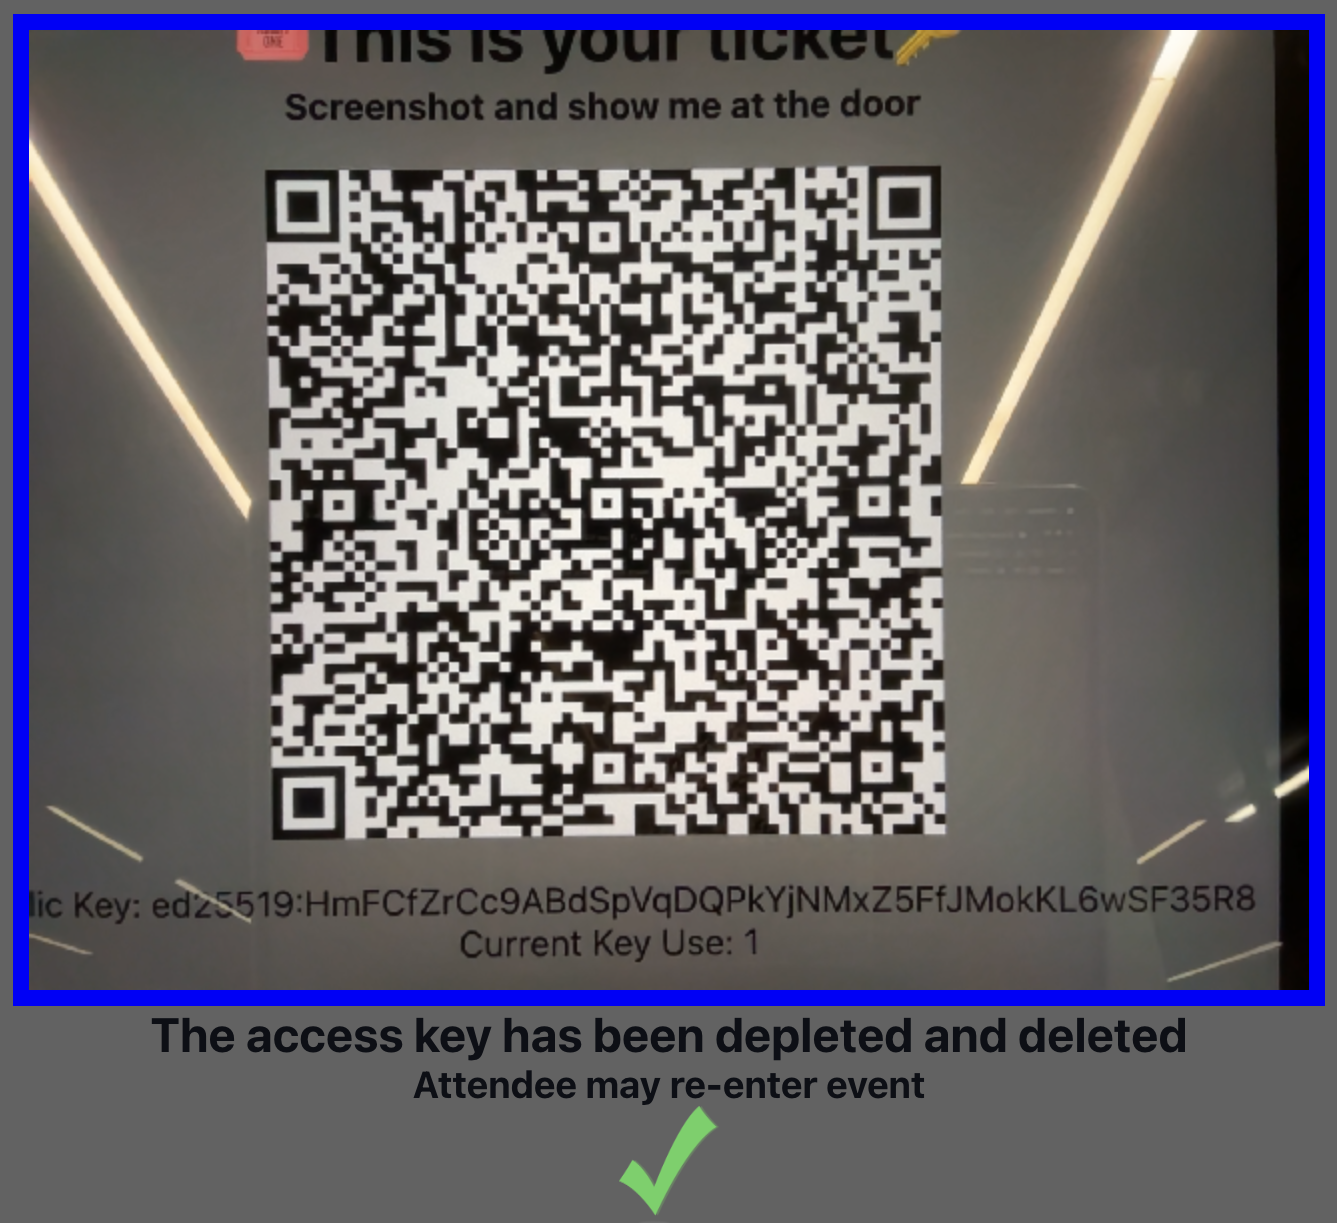 This is your ticket
Screenshot and show me at the door
lic Key: ed25519:HmFCfZrCc9ABdSpVqDQPkYjNMxZ5FfJMokKL6wSF35R8
Current Key Use: 1
The access key has been depleted and deleted
Attendee may re-enter event